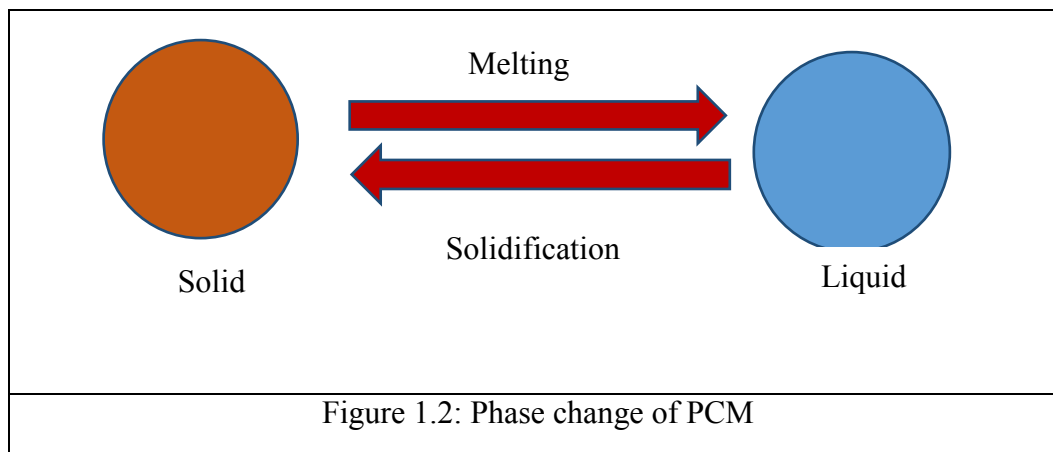 Melting
Solidification
Solid
Liquid
Figure 1.2: Phase change of PCM